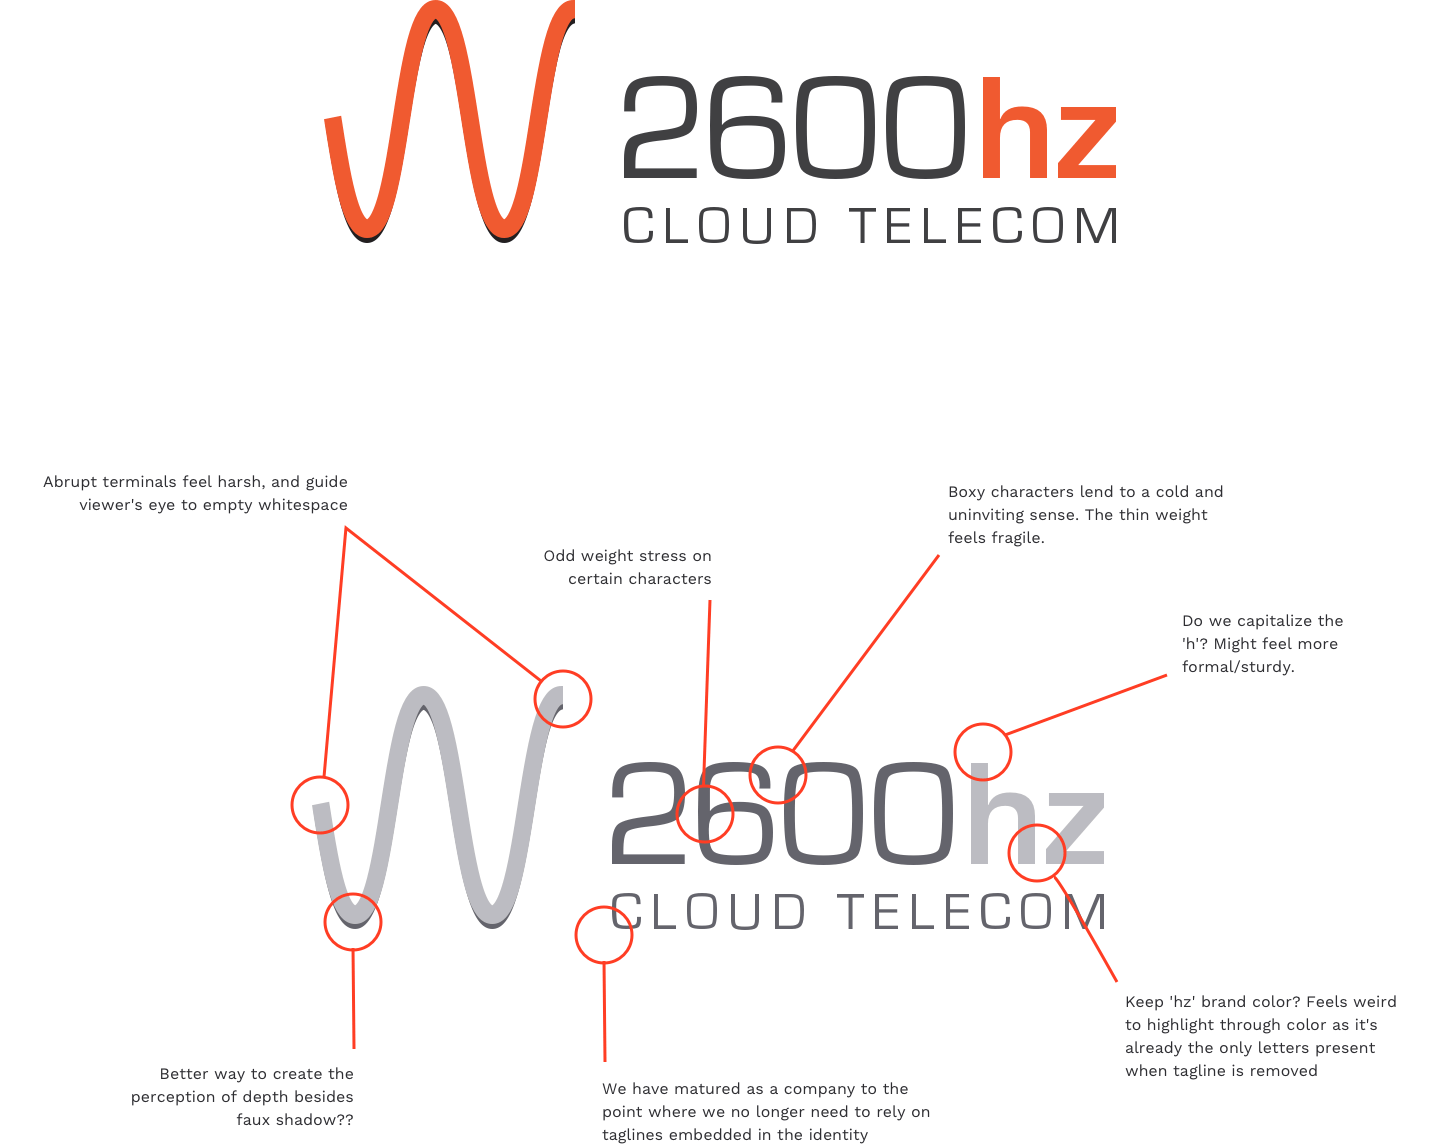 2600hz
CLOUD TELECOM
Abrupt terminals feel harsh, and guide
viewer's eye to empty whitespace
Boxy characters lend to a cold and
uninviting sense. The thin weight
feels fragile.
Odd weight stress on
certain characters
Do we capitalize the
'h'? Might feel more
formal/sturdy.
2600hz
CLOUD TELECOM
Keep 'hz' brand color? Feels weird
to highlight through color as it's
already the only letters present
when tagline is removed
Better way to create the
perception of depth besides
faux shadow??
We have matured as a company to the
point where we no longer need to rely on
taglines embedded in the identity